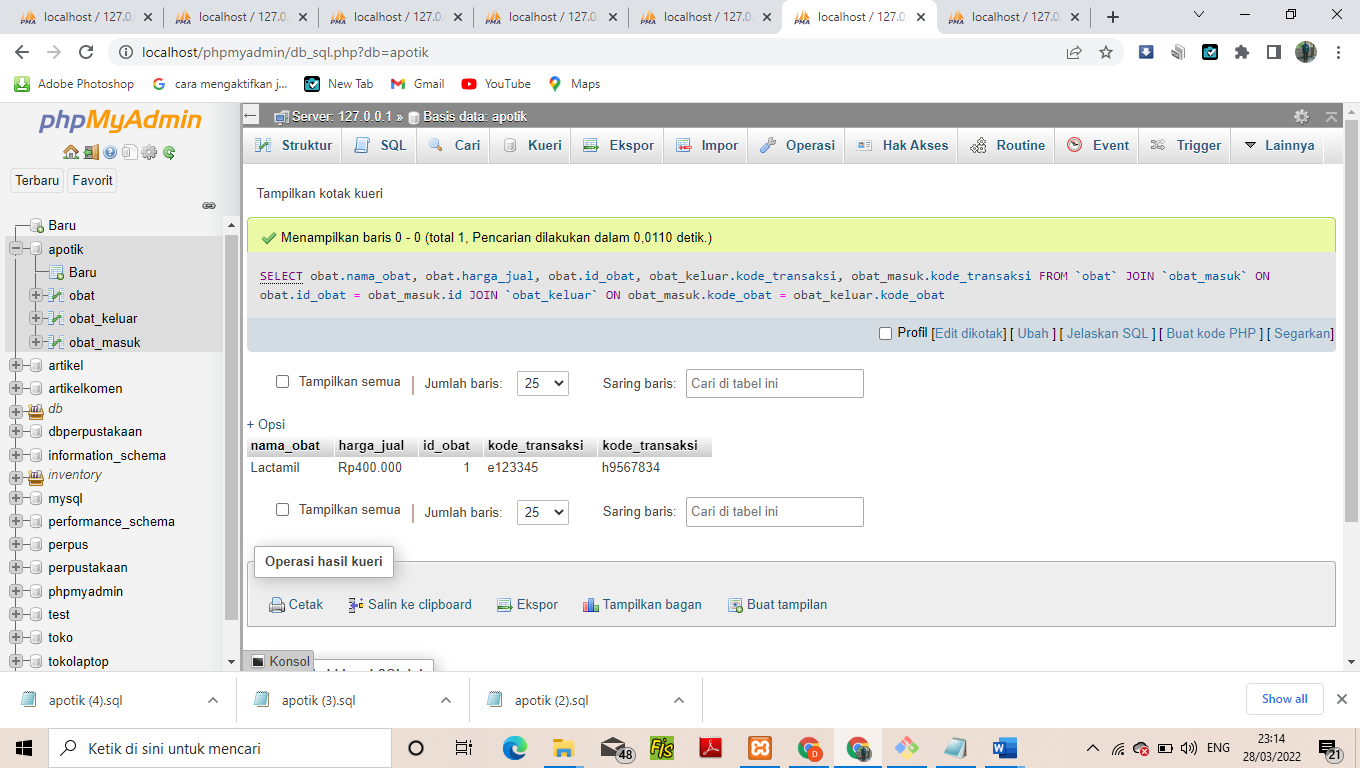 localhost / 127.0. localhost / 127.0. localhost / 127.0. localhost / 127.0. localhost / 127.0. localhost / 127.0. localhost / 127.0.
localhost/phpmyadmin/db_sql.php?db=apotik
Adobe Photoshop cara mengaktifkan j... New Tab Gmail YouTube Maps
phpMyAdmin
Terbaru Favorit
Baru
apotik
Baru
obat
obat_keluar
obat_masuk
artikel
artikelkomen
db
dbperpustakaan
information_schema
inventory
mysql
performance_schema
perpus
perpustakaan
phpmyadmin
test
toko
tokolaptop
Server: 127.0.0.1 » Basis data: apotik
Struktur SQL Cari Kueri Ekspor Impor Operasi Hak Akses Routine Event Trigger Lainnya
Tampilkan kotak kueri
Menampilkan baris 0 - 0 (total 1, Pencarian dilakukan dalam 0,0110 detik.)
SELECT obat.nama_obat, obat.harga_jual, obat.id_obat, obat_keluar.kode_transaksi, obat_masuk.kode_transaksi FROM `obat` JOIN `obat_masuk` ON
obat.id_obat = obat_masuk.id JOIN `obat_keluar` ON obat_masuk.kode_obat = obat_keluar.kode_obat
Profil [Edit dikotak] [ Ubah ] [ Jelaskan SQL ] [ Buat kode PHP ] [ Segarkan]
Tampilkan semua | Jumlah baris: 25 Saring baris: Cari di tabel ini
+ Opsi
nama_obat harga_jual id_obat kode_transaksi kode_transaksi
Lactamil Rp400.000 1 e123345 h9567834
Tampilkan semua | Jumlah baris: 25 Saring baris: Cari di tabel ini
Operasi hasil kueri
Cetak Salin ke clipboard Ekspor Tampilkan bagan Buat tampilan
Konsol
apotik (4).sql apotik (3).sql apotik (2).sql Show all
Ketik di sini untuk mencari 48 ENG 23:14
28/03/2022 21